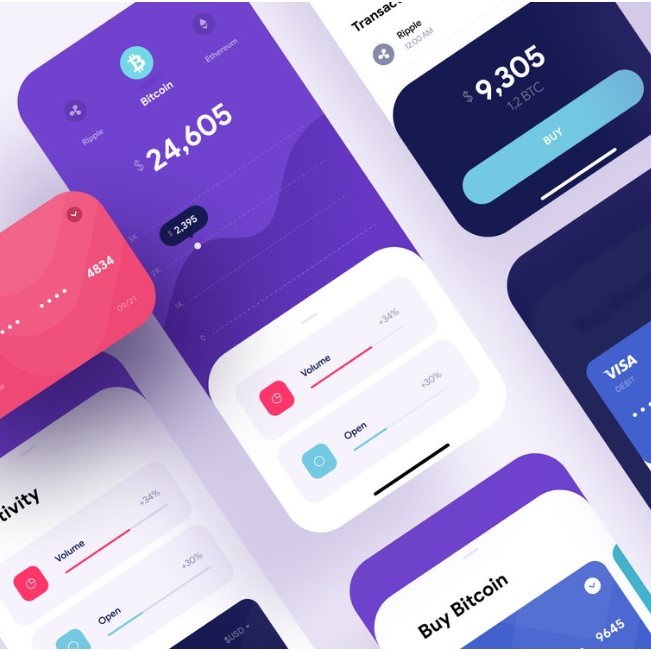 Ethereum
Bitcoin
Ripple
$ 24,605
$ 2,395
3K
2K
1K
0
Volume
+34%
Open
+30%
Transac
Ripple
12:00 AM
$ 9,305
1,2 BTC
BUY
4834
09/21
VISA
DEBIT
tivity
Volume
+34%
Open
+30%
$USD
Buy Bitcoin
9645